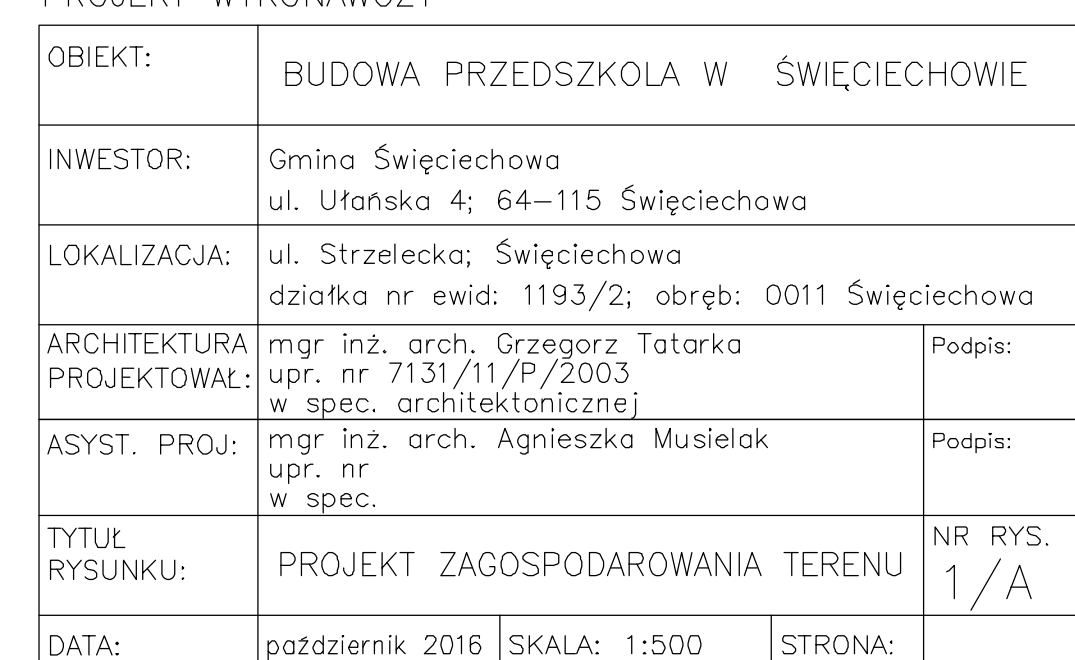 PROJEKT WYKONAWCZY
OBIEKT:
BUDOWA PRZEDSZKOLA W ŚWIĘCIECHOWIE
INWESTOR:
Gmina Święciechowa
ul. Ułańska 4; 64-115 Święciechowa
LOKALIZACJA:
ul. Strzelecka; Święciechowa
działka nr ewid: 1193/2; obręb: 0011 Święciechowa
ARCHITEKTURA
PROJEKTOWAŁ:
mgr inż. arch. Grzegorz Tatarka
upr. nr 7131/11/P/2003
w spec. architektonicznej
Podpis:
ASYST. PROJ:
mgr inż. arch. Agnieszka Musielak
upr. nr
w spec.
Podpis:
TYTUŁ
RYSUNKU:
PROJEKT ZAGOSPODAROWANIA TERENU
NR RYS.
1/A
DATA:
październik 2016
SKALA: 1:500
STRONA: